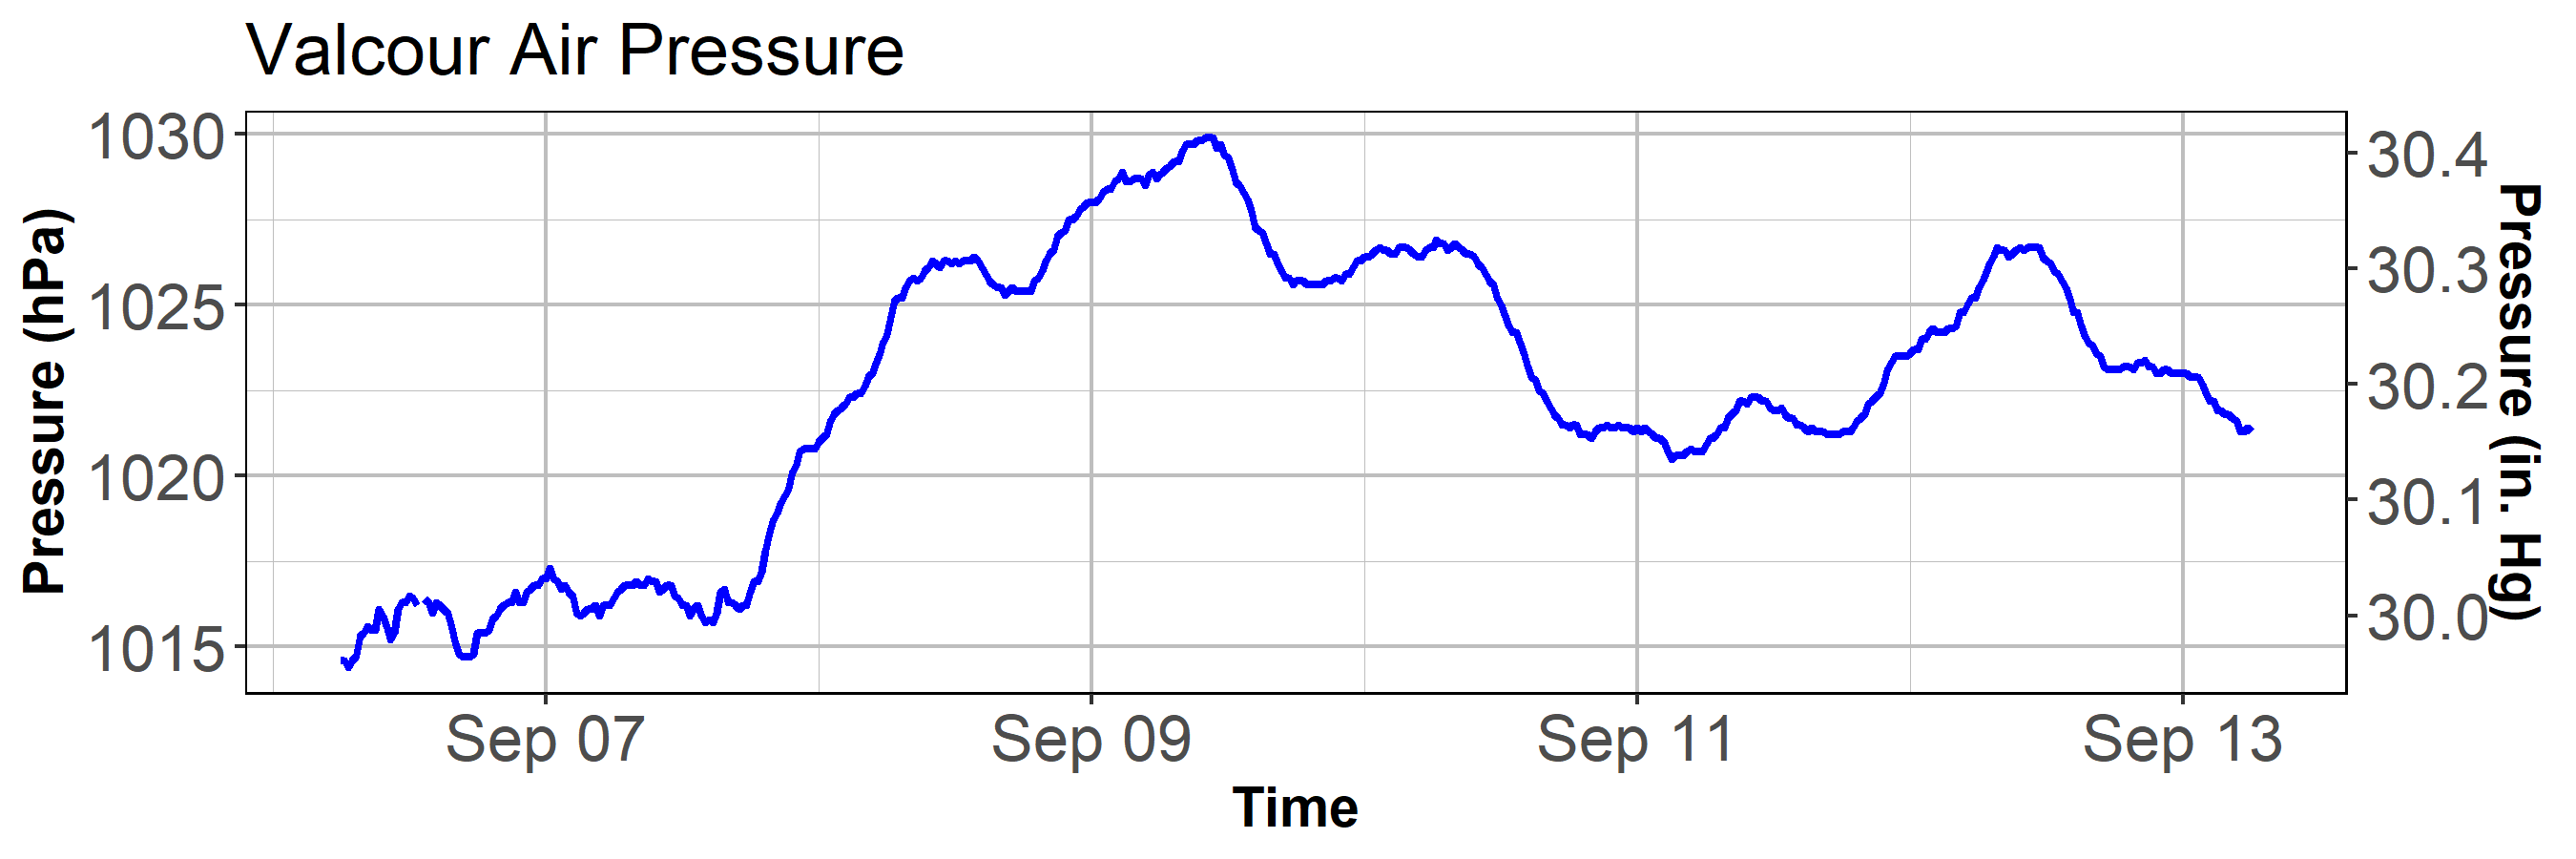 Valcour Air Pressure
Pressure (hPa)
1030
1025
1020
1015
30.4
30.3
30.2
30.1
30.0
Pressure (in. Hg)
Sep 07
Sep 09
Sep 11
Sep 13
Time